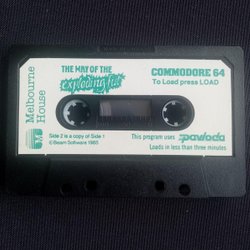 Melbourne
House
THE WAY OF THE
exploding fist
COMMODORE 64
To Load press LOAD
Side 2 is a copy of Side 1
©Beam Software 1985
This program uses Pavloda
Loads in less than three minutes